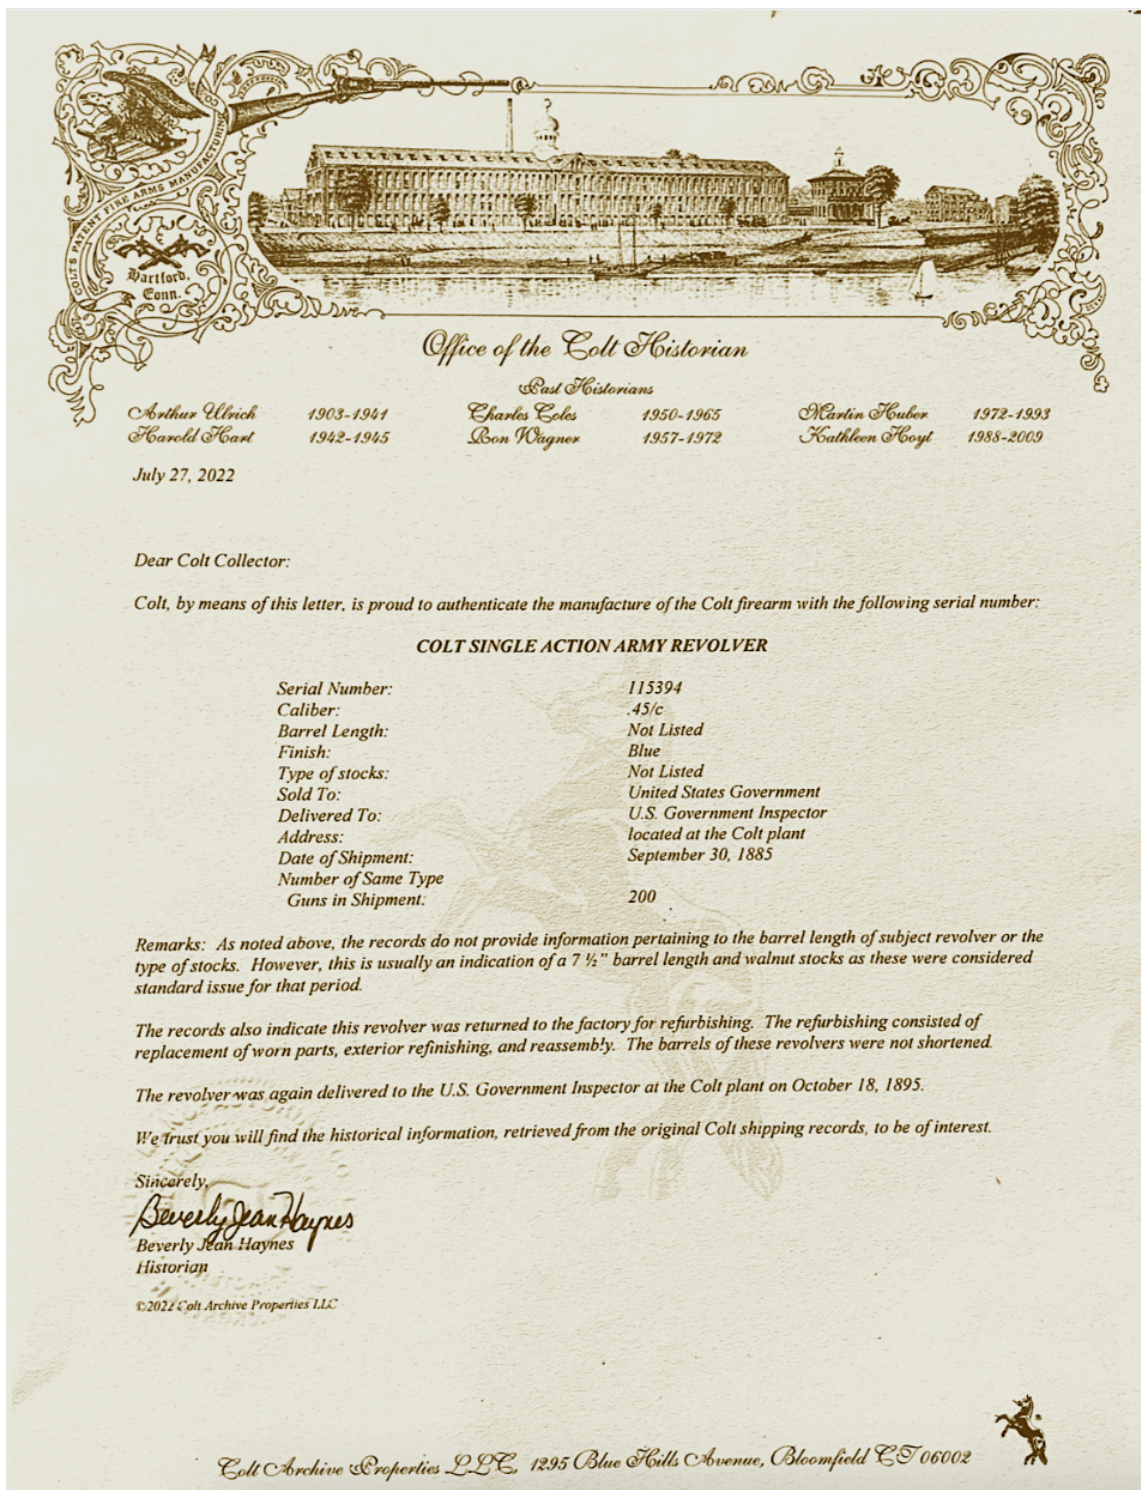 COLT'S PATENT FIRE ARMS MANUFACTURING CO
Hartford,
Conn.
Office of the Colt Historian
Past Historians
Arthur Ulrich 1903-1941 Charles Coles 1950-1965 Martin Huber 1972-1993
Harold Hart 1942-1945 Ron Wagner 1957-1972 Kathleen Hoyt 1988-2009
July 27, 2022
Dear Colt Collector:
Colt, by means of this letter, is proud to authenticate the manufacture of the Colt firearm with the following serial number:
COLT SINGLE ACTION ARMY REVOLVER
Serial Number: 115394
Caliber: .45/c
Barrel Length: Not Listed
Finish: Blue
Type of stocks: Not Listed
Sold To: United States Government
Delivered To: U.S. Government Inspector
Address: located at the Colt plant
Date of Shipment: September 30, 1885
Number of Same Type
Guns in Shipment: 200
Remarks: As noted above, the records do not provide information pertaining to the barrel length of subject revolver or the
type of stocks. However, this is usually an indication of a 7 ½" barrel length and walnut stocks as these were considered
standard issue for that period.
The records also indicate this revolver was returned to the factory for refurbishing. The refurbishing consisted of
replacement of worn parts, exterior refinishing, and reassembly. The barrels of these revolvers were not shortened.
The revolver was again delivered to the U.S. Government Inspector at the Colt plant on October 18, 1895.
We trust you will find the historical information, retrieved from the original Colt shipping records, to be of interest.
Sincerely,
Beverly Jean Haynes
Beverly Jean Haynes
Historian
©2022 Colt Archive Properties LLC
Colt Archive Properties LLC, 1295 Blue Hills Avenue, Bloomfield CT 06002